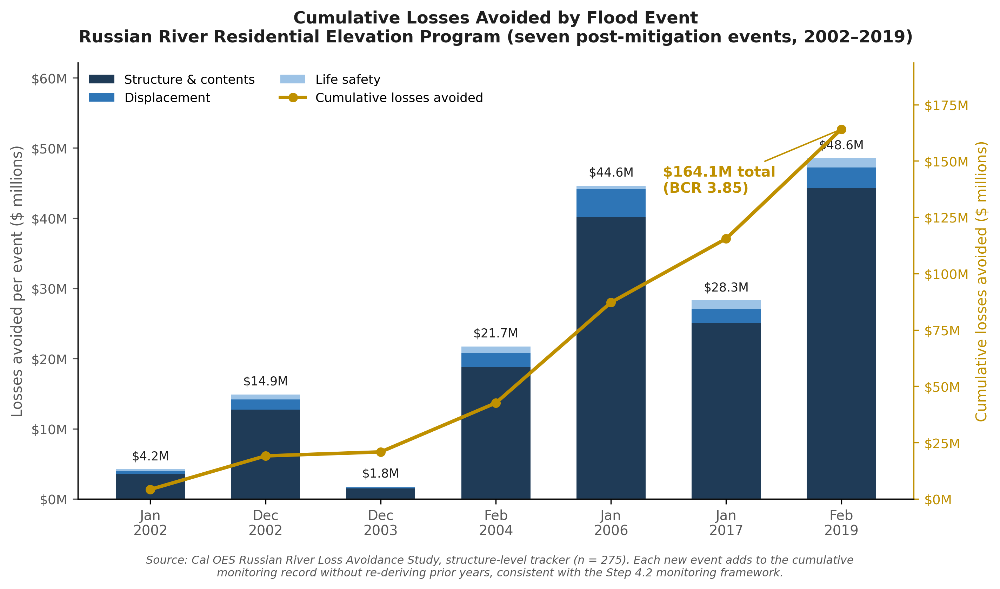 Cumulative Losses Avoided by Flood Event
Russian River Residential Elevation Program (seven post-mitigation events, 2002–2019)
Structure & contents
Displacement
Life safety
Cumulative losses avoided
Losses avoided per event ($ millions)
$60M
$50M
$40M
$30M
$20M
$10M
$0M
$4.2M
$14.9M
$1.8M
$21.7M
$44.6M
$28.3M
$48.6M
$164.1M total
(BCR 3.85)
$175M
$150M
$125M
$100M
$75M
$50M
$25M
$0M
Cumulative losses avoided ($ millions)
Jan
2002
Dec
2002
Dec
2003
Feb
2004
Jan
2006
Jan
2017
Feb
2019
Source: Cal OES Russian River Loss Avoidance Study, structure-level tracker (n = 275). Each new event adds to the cumulative
monitoring record without re-deriving prior years, consistent with the Step 4.2 monitoring framework.